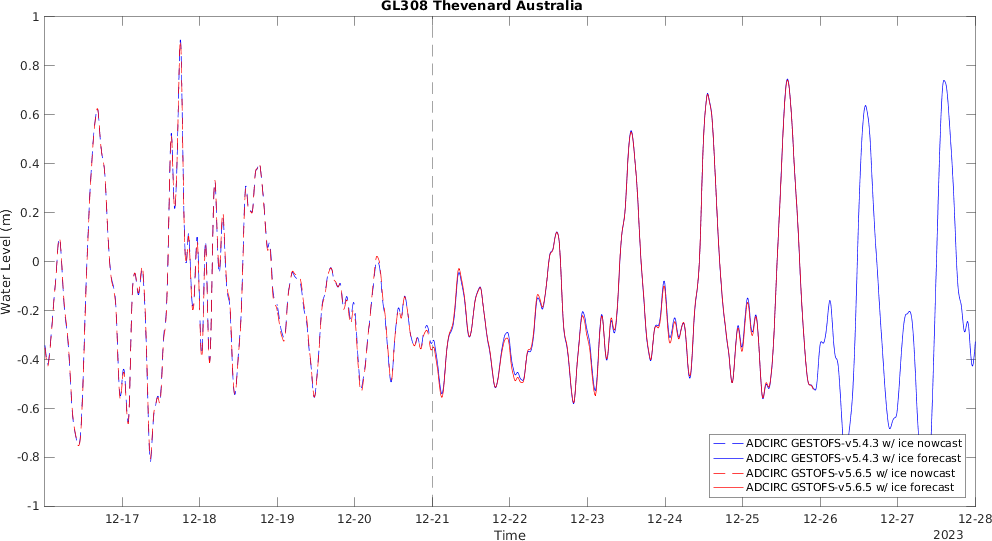 GL308 Thevenard Australia
1
0.8
0.6
0.4
0.2
0
-0.2
-0.4
-0.6
-0.8
-1
Water Level (m)
ADCIRC GESTOFS-v5.4.3 w/ ice nowcast
ADCIRC GESTOFS-v5.4.3 w/ ice forecast
ADCIRC GSTOFS-v5.6.5 w/ ice nowcast
ADCIRC GSTOFS-v5.6.5 w/ ice forecast
12-17 12-18 12-19 12-20 12-21 12-22 12-23 12-24 12-25 12-26 12-27 12-28
Time
2023